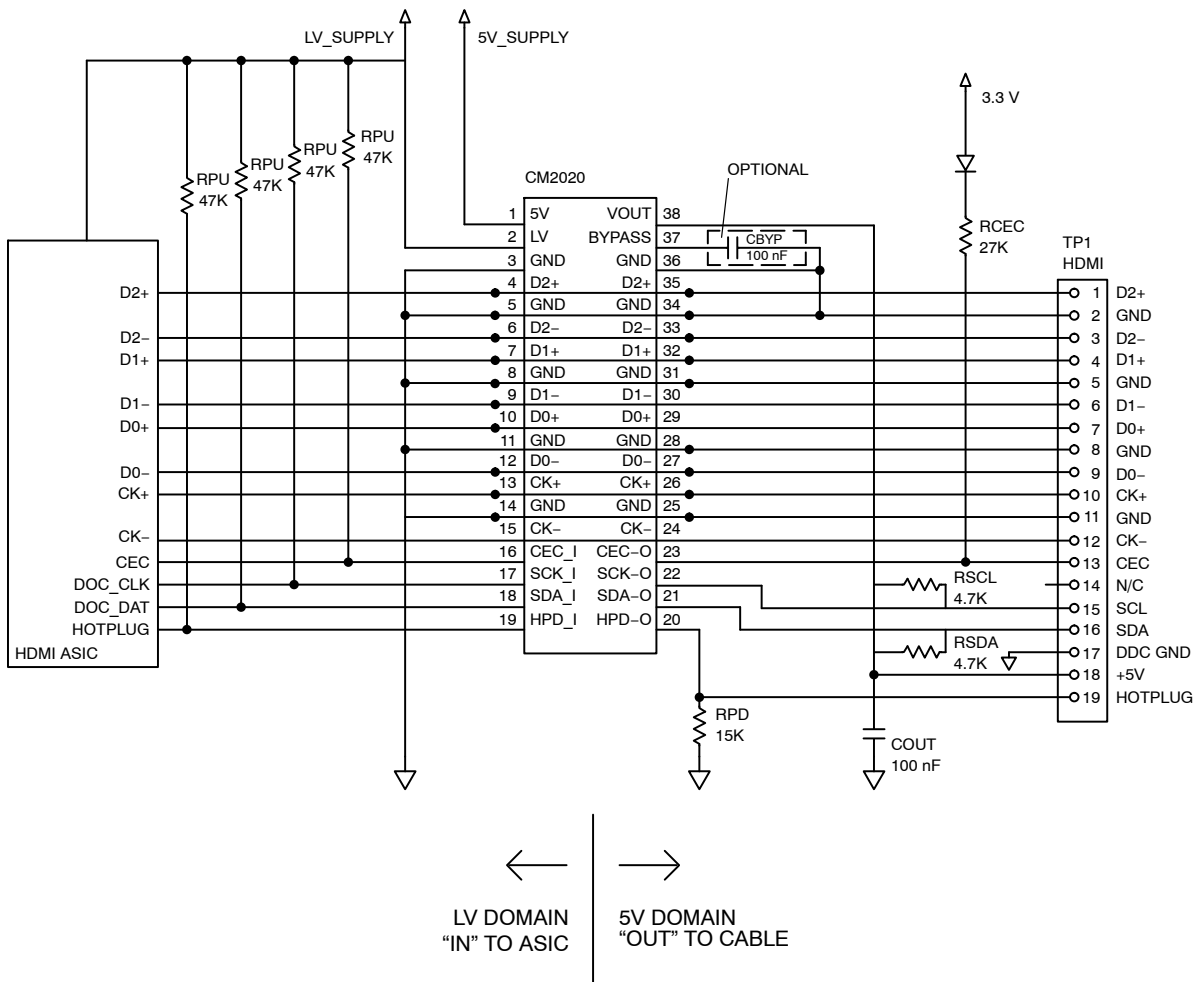 LV_SUPPLY
5V_SUPPLY
3.3 V
RPU
47K
RPU
47K
RPU
47K
RPU
47K
OPTIONAL
CM2020
CBYP
100 nF
RCEC
27K
TP1
HDMI
1 5V VOUT 38
2 LV BYPASS 37
3 GND GND 36
4 D2+ D2+ 35
5 GND GND 34
6 D2− D2− 33
7 D1+ D1+ 32
8 GND GND 31
9 D1− D1− 30
10 D0+ D0+ 29
11 GND GND 28
12 D0− D0− 27
13 CK+ CK+ 26
14 GND GND 25
15 CK− CK− 24
16 CEC_I CEC−O 23
17 SCK_I SCK−O 22
18 SDA_I SDA−O 21
19 HPD_I HPD−O 20
D2+
D2−
D1+
D1−
D0+
D0−
CK+
CK−
CEC
DOC_CLK
DOC_DAT
HOTPLUG
HDMI ASIC
1 D2+
2 GND
3 D2−
4 D1+
5 GND
6 D1−
7 D0+
8 GND
9 D0−
10 CK+
11 GND
12 CK−
13 CEC
14 N/C
15 SCL
16 SDA
17 DDC GND
18 +5V
19 HOTPLUG
RSCL
4.7K
RSDA
4.7K
RPD
15K
COUT
100 nF
LV DOMAIN
“IN” TO ASIC
5V DOMAIN
“OUT” TO CABLE